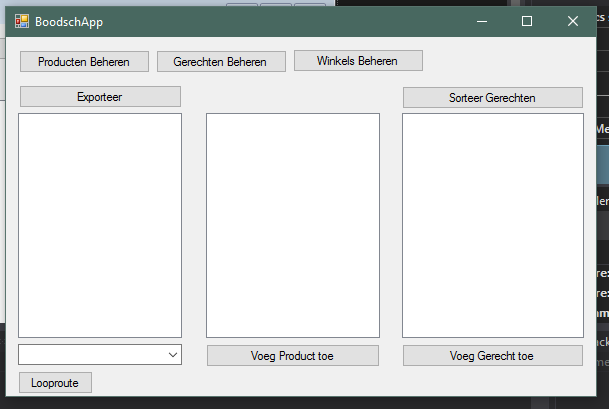 BoodschApp
Producten Beheren
Gerechten Beheren
Winkels Beheren
Exporteer
Sorteer Gerechten
Voeg Product toe
Voeg Gerecht toe
Looproute